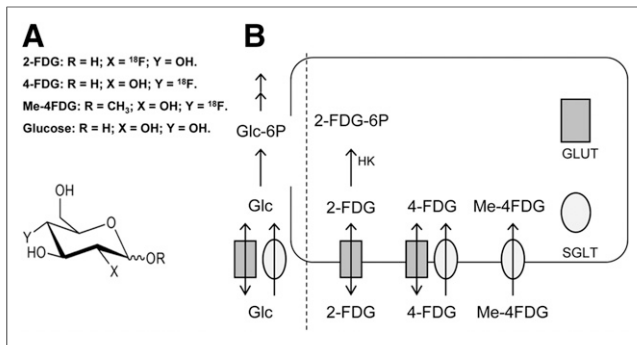 A
2-FDG: R = H; X = ¹⁸F; Y = OH.
4-FDG: R = H; X = OH; Y = ¹⁸F.
Me-4FDG: R = CH₃; X = OH; Y = ¹⁸F.
Glucose: R = H; X = OH; Y = OH.
OH
Y
O
HO
X
OR
B
Glc-6P
2-FDG-6P
HK
GLUT
Glc
2-FDG
4-FDG
Me-4FDG
SGLT
Glc
2-FDG
4-FDG
Me-4FDG